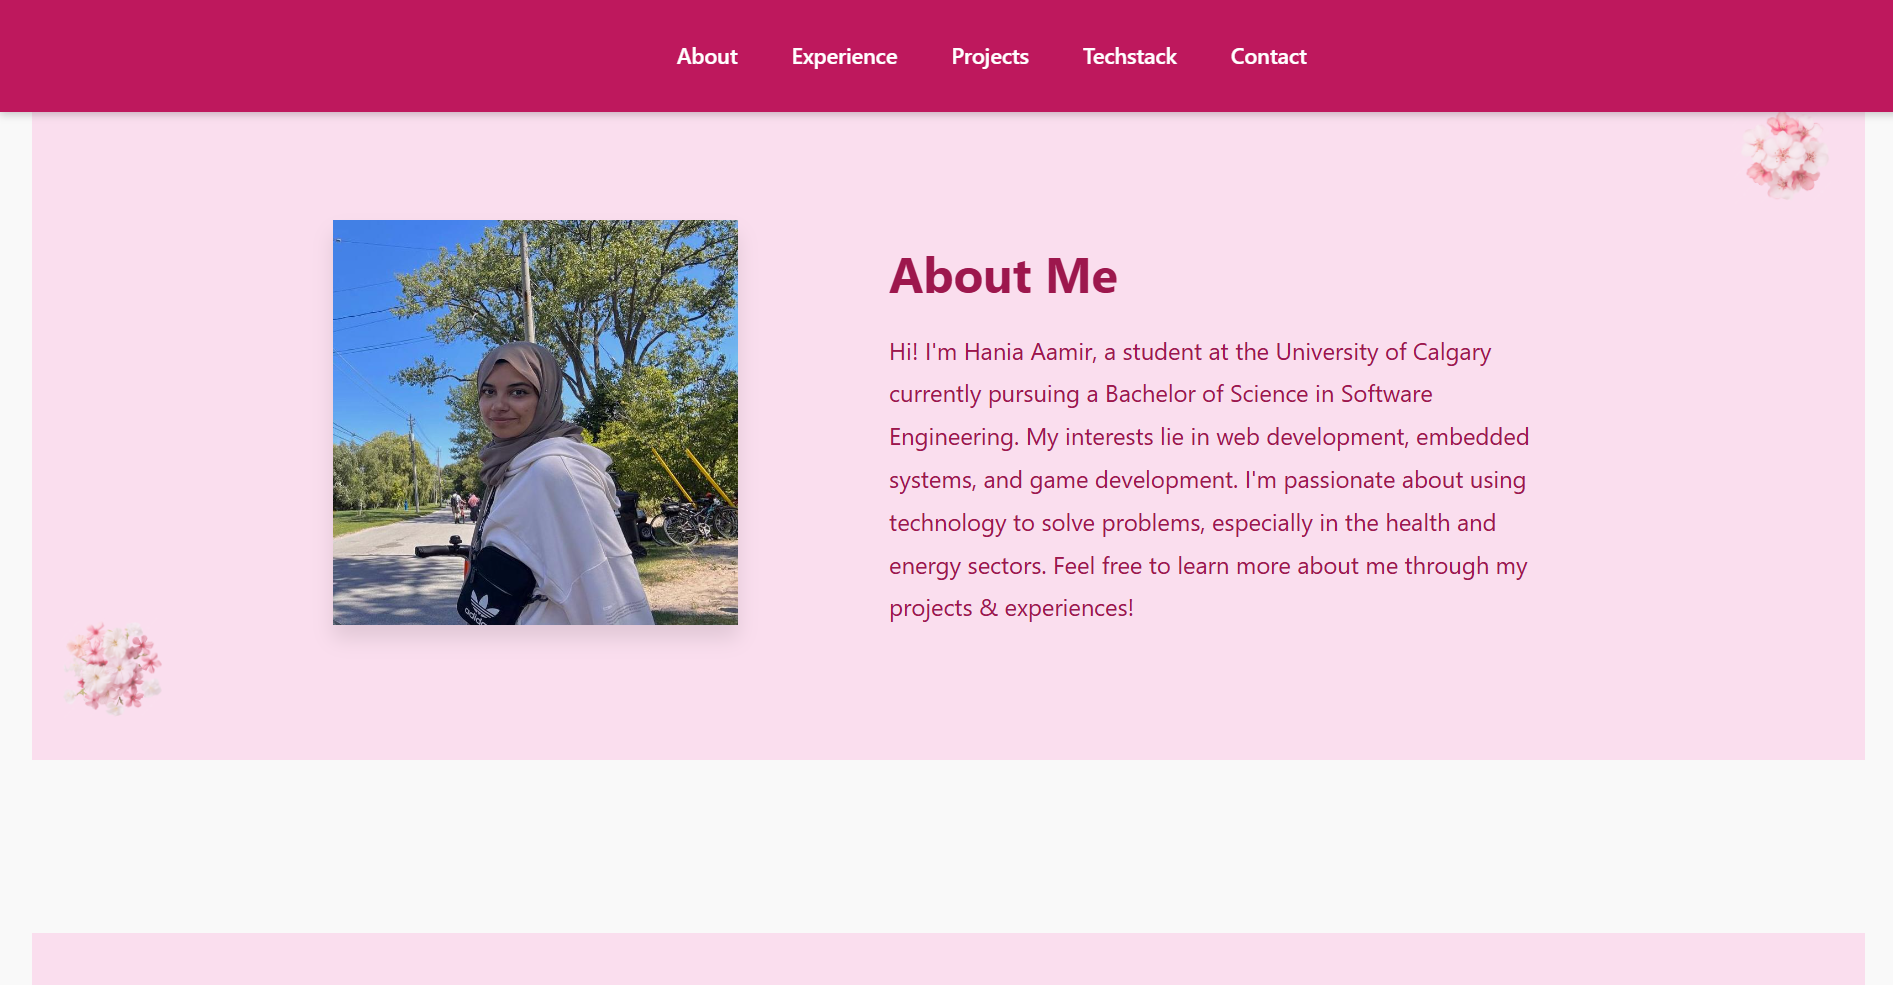 About Experience Projects Techstack Contact
About Me
Hi! I'm Hania Aamir, a student at the University of Calgary
currently pursuing a Bachelor of Science in Software
Engineering. My interests lie in web development, embedded
systems, and game development. I'm passionate about using
technology to solve problems, especially in the health and
energy sectors. Feel free to learn more about me through my
projects & experiences!
adidas